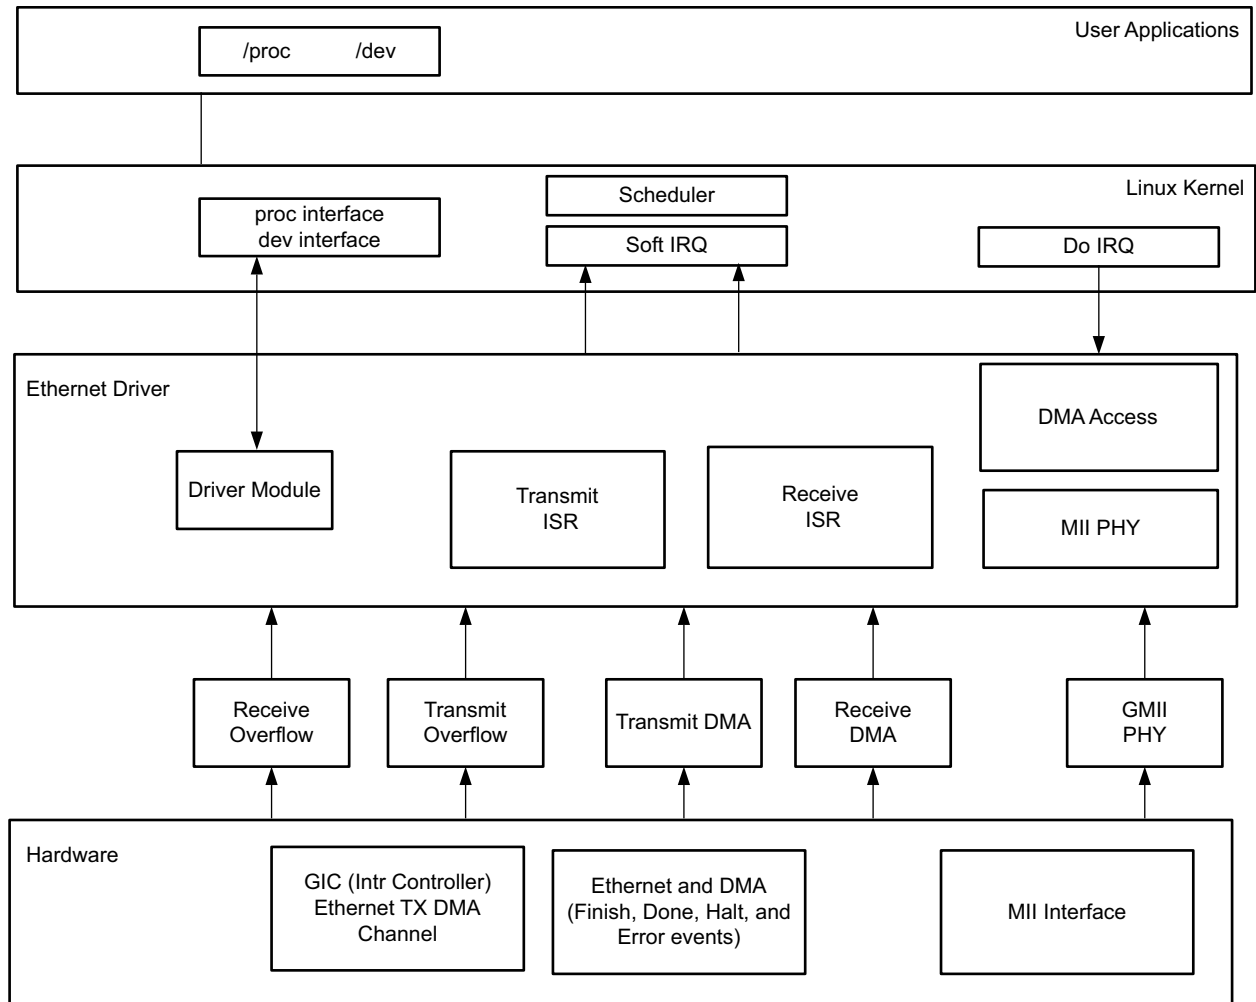 User Applications
/proc /dev
Linux Kernel
proc interface
dev interface
Scheduler
Soft IRQ
Do IRQ
Ethernet Driver
DMA Access
Driver Module
Transmit
ISR
Receive
ISR
MII PHY
Receive
Overflow
Transmit
Overflow
Transmit DMA
Receive
DMA
GMII
PHY
Hardware
GIC (Intr Controller)
Ethernet TX DMA
Channel
Ethernet and DMA
(Finish, Done, Halt, and
Error events)
MII Interface